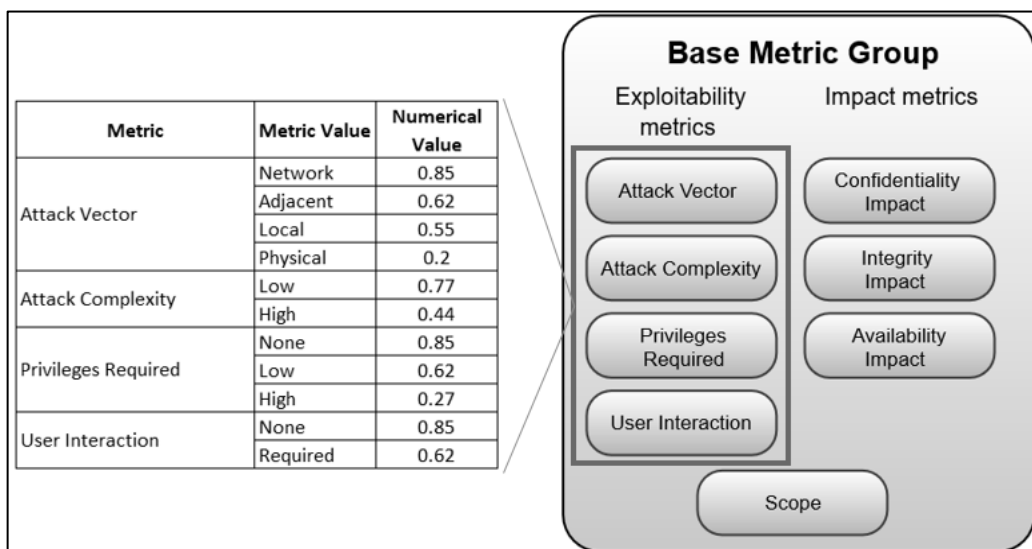 Metric Metric Value Numerical
Value
Attack Vector Network 0.85
Adjacent 0.62
Local 0.55
Physical 0.2
Attack Complexity Low 0.77
High 0.44
Privileges Required None 0.85
Low 0.62
High 0.27
User Interaction None 0.85
Required 0.62
Base Metric Group
Exploitability
metrics
Impact metrics
Attack Vector
Attack Complexity
Privileges
Required
User Interaction
Confidentiality
Impact
Integrity
Impact
Availability
Impact
Scope